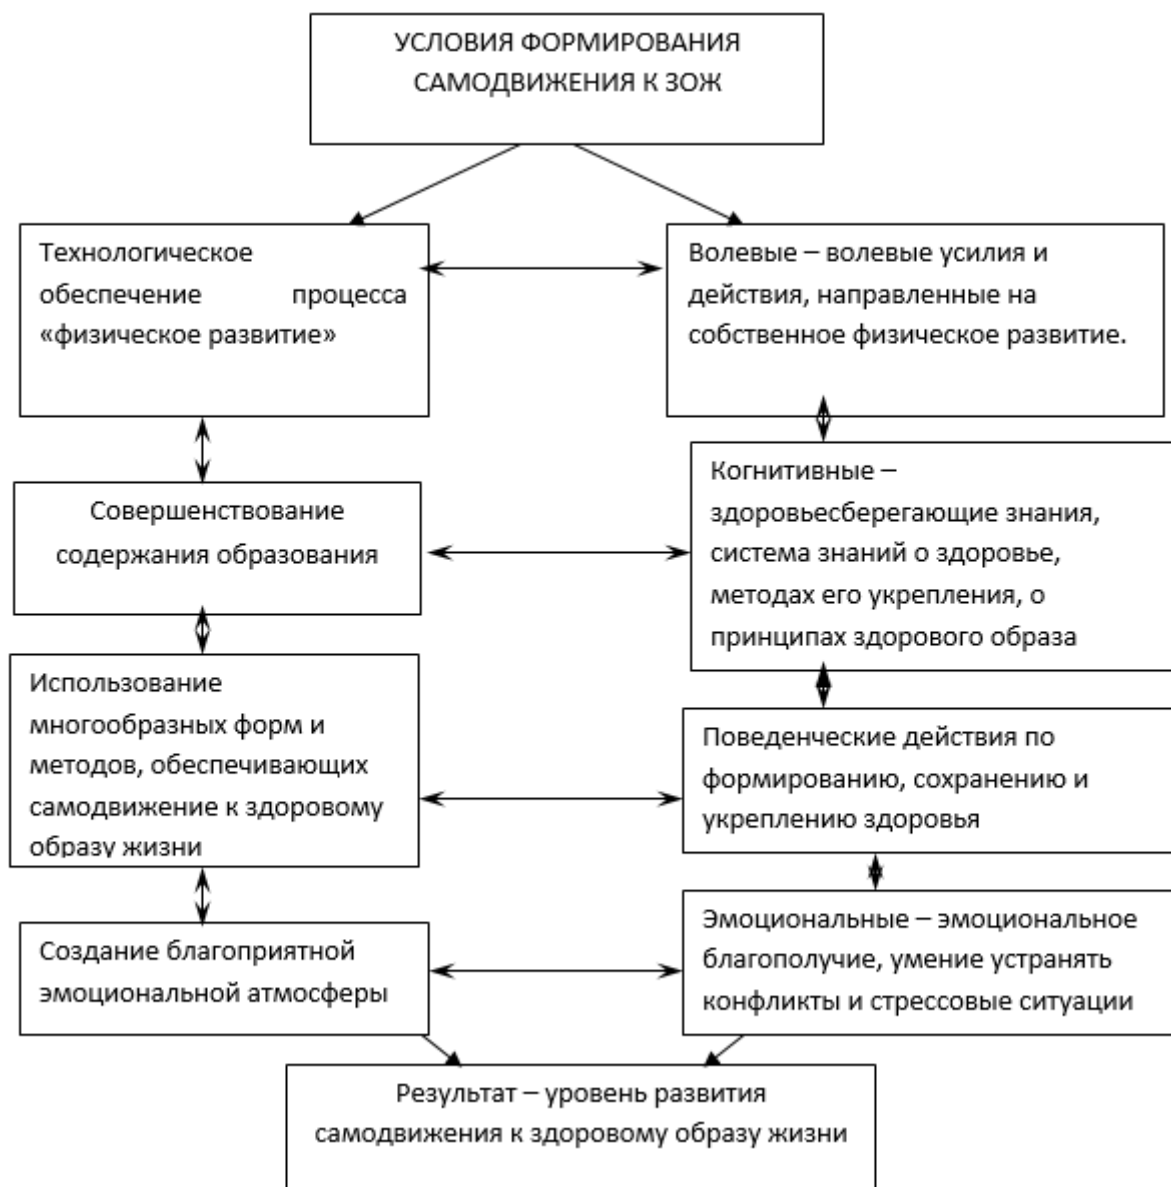 УСЛОВИЯ ФОРМИРОВАНИЯ
САМОДВИЖЕНИЯ К ЗОЖ
Технологическое
обеспечение процесса
«физическое развитие»
Волевые – волевые усилия и
действия, направленные на
собственное физическое развитие.
Совершенствование
содержания образования
Когнитивные –
здоровьесберегающие знания,
система знаний о здоровье,
методах его укрепления, о
принципах здорового образа
Использование
многообразных форм и
методов, обеспечивающих
самодвижение к здоровому
образу жизни
Поведенческие действия по
формированию, сохранению и
укреплению здоровья
Создание благоприятной
эмоциональной атмосферы
Эмоциональные – эмоциональное
благополучие, умение устранять
конфликты и стрессовые ситуации
Результат – уровень развития
самодвижения к здоровому образу жизни